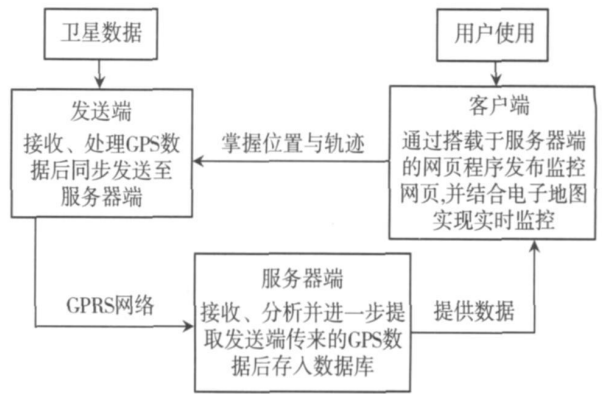 卫星数据
用户使用
发送端
接收、处理GPS数
据后同步发送至
服务器端
掌握位置与轨迹
客户端
通过搭载于服务器端
的网页程序发布监控
网页,并结合电子地图
实现实时监控
GPRS网络
服务器端
接收、分析并进一步提
取发送端传来的GPS数
据后存入数据库
提供数据